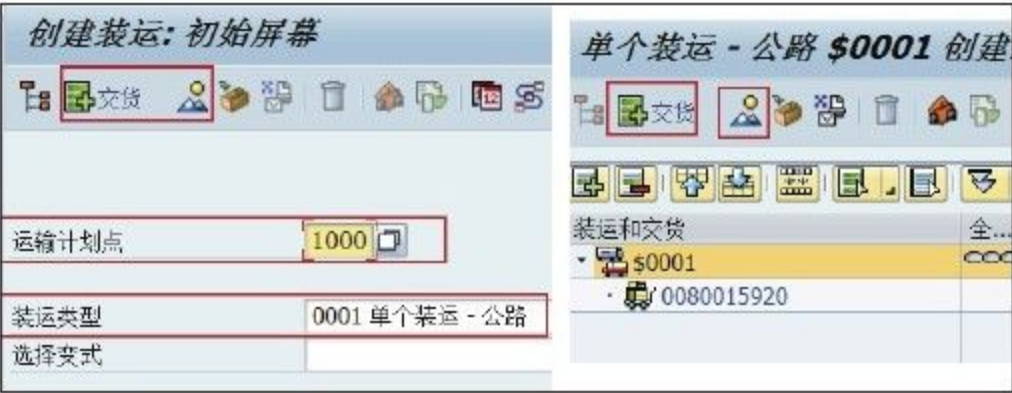 创建装运: 初始屏幕
交货
12
运输计划点
1000
装运类型
0001 单个装运 - 公路
选择变式
单个装运 - 公路 $0001 创建
交货
装运和交货
全...
$0001
0080015920